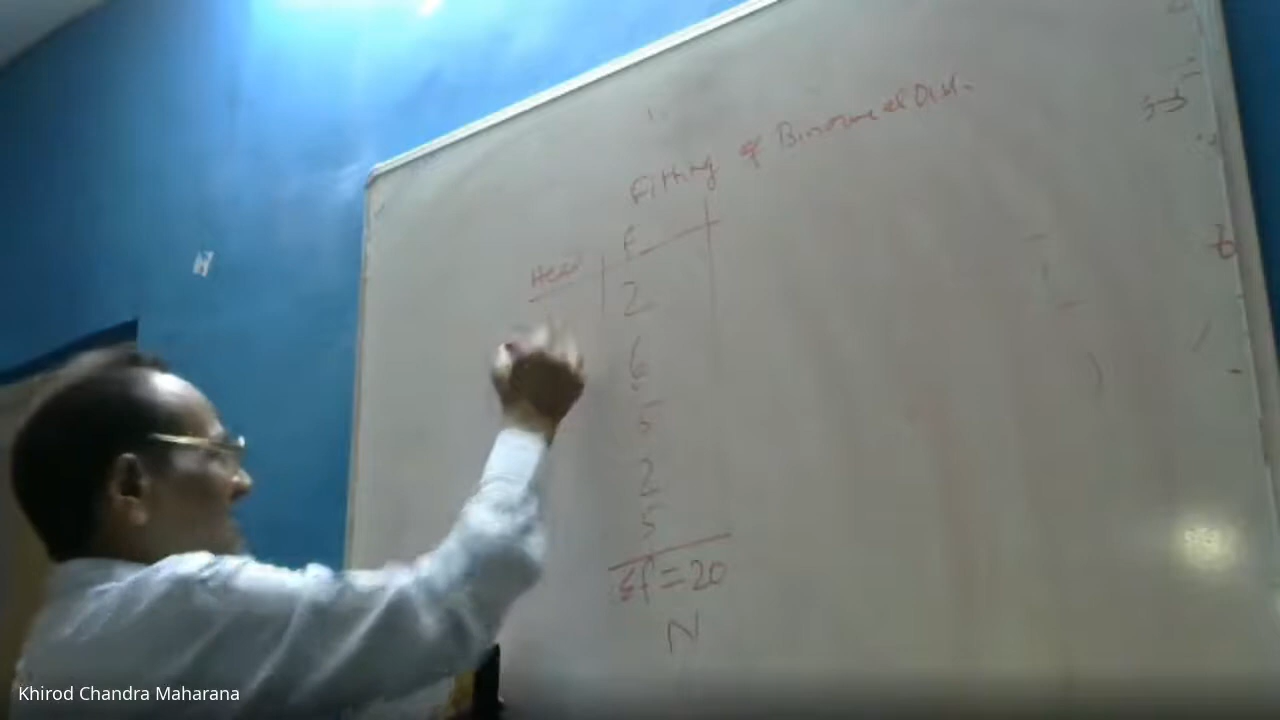 Fitting of Binomial Dist.
Head f
2
6
5
2
5
Σf = 20
N
Khirod Chandra Maharana